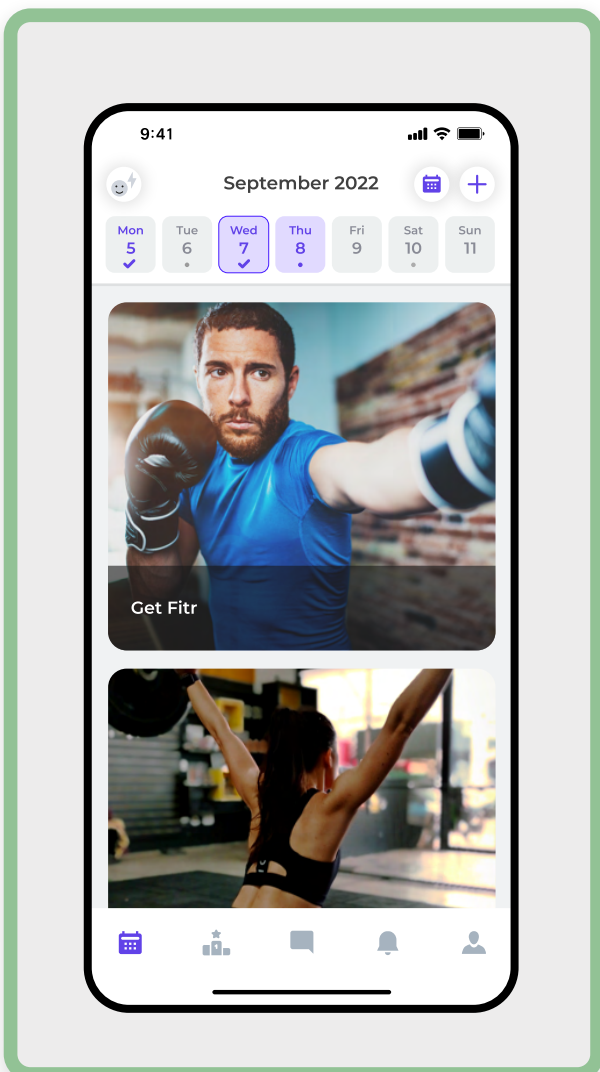 9:41
September 2022
Mon Tue Wed Thu Fri Sat Sun
5 6 7 8 9 10 11
Get Fitr